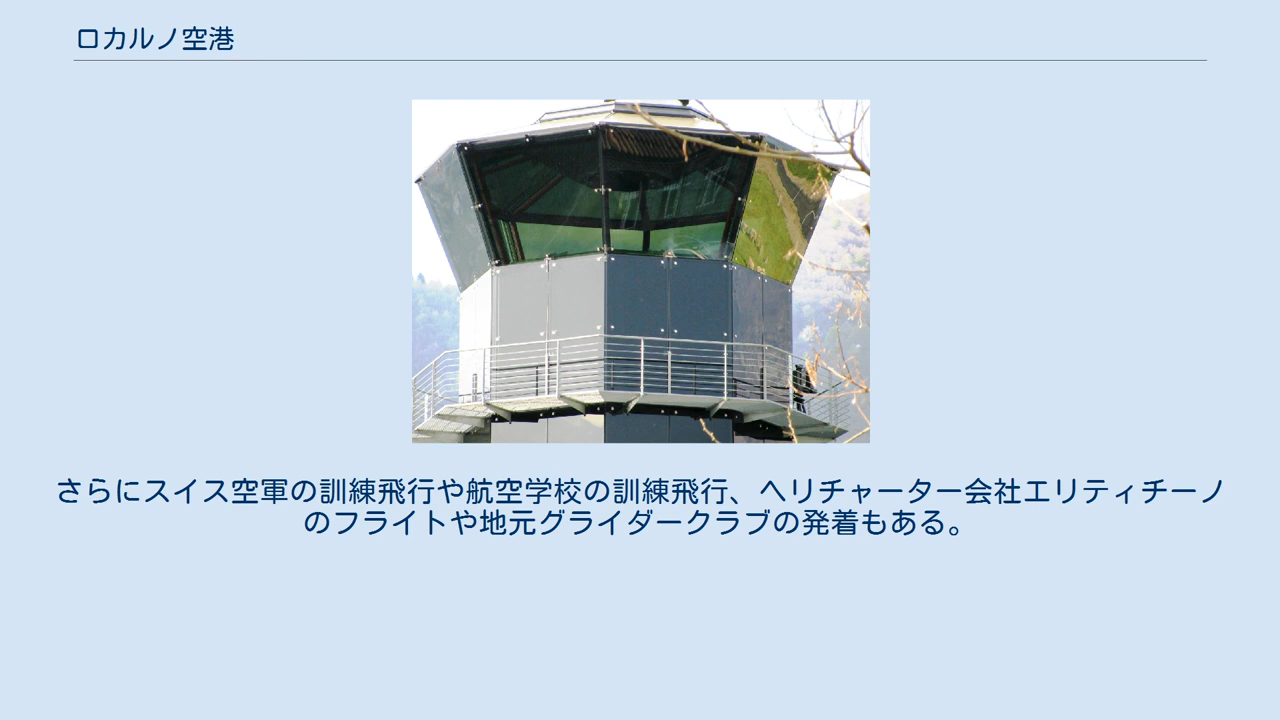 ロカルノ空港
さらにスイス空軍の訓練飛行や航空学校の訓練飛行、ヘリチャーター会社エリティチーノ
のフライトや地元グライダークラブの発着もある。